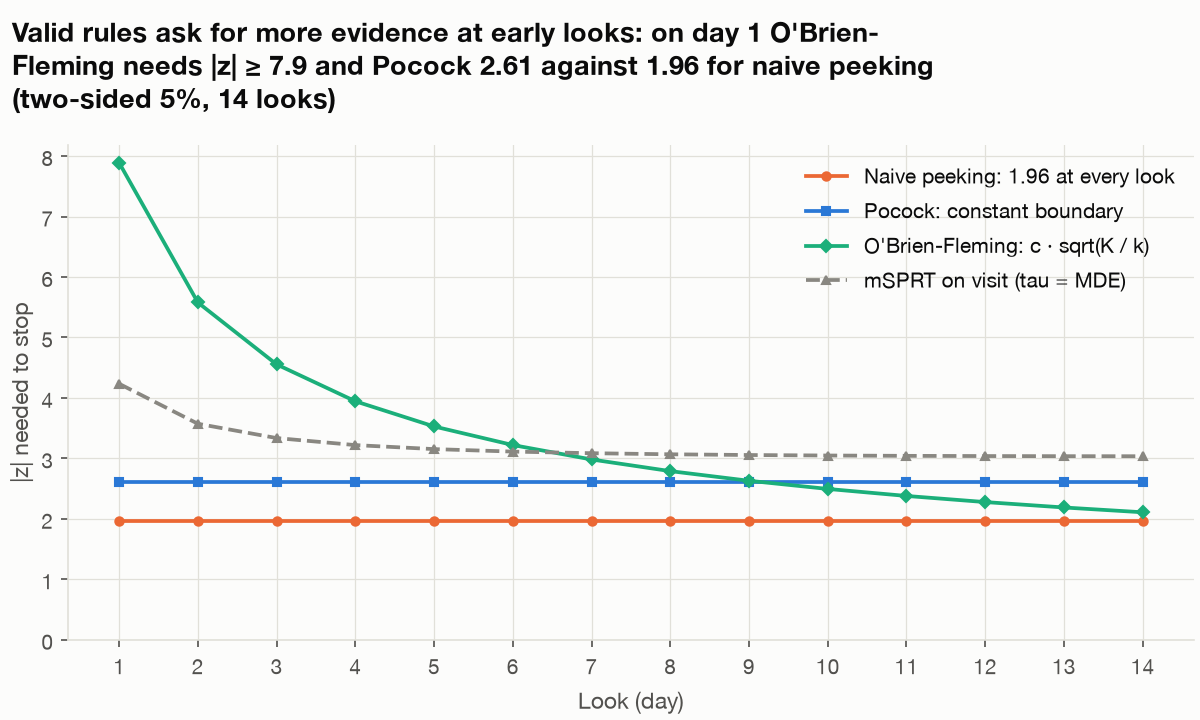 Valid rules ask for more evidence at early looks: on day 1 O'Brien-
Fleming needs |z| ≥ 7.9 and Pocock 2.61 against 1.96 for naive peeking
(two-sided 5%, 14 looks)
Naive peeking: 1.96 at every look
Pocock: constant boundary
O'Brien-Fleming: c · sqrt(K / k)
mSPRT on visit (tau = MDE)
|z| needed to stop
8
7
6
5
4
3
2
1
0
1 2 3 4 5 6 7 8 9 10 11 12 13 14
Look (day)